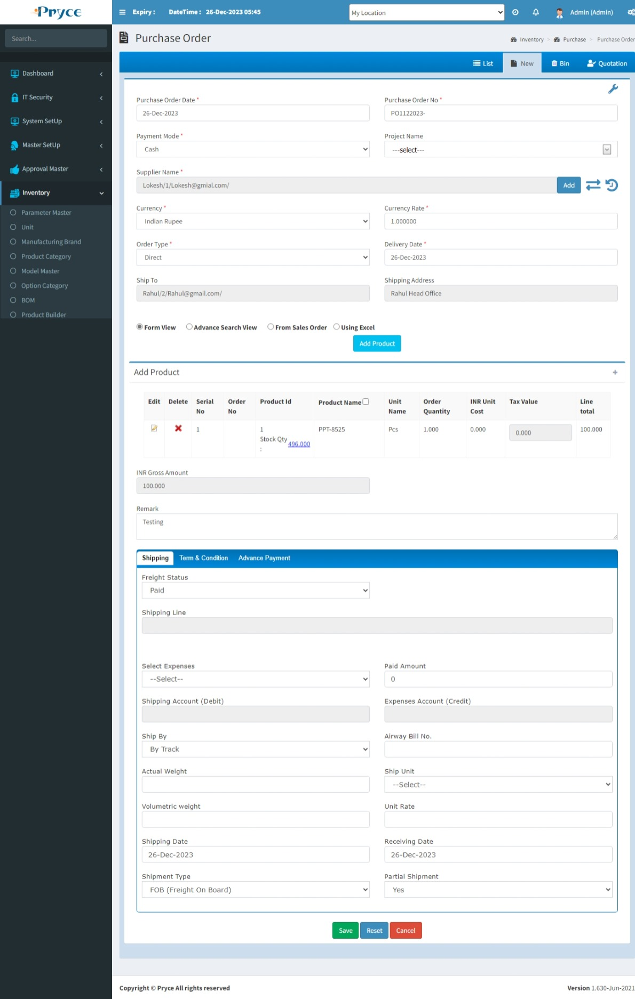 Pryce
Expiry : DateTime : 26-Dec-2023 05:45 My Location Admin (Admin)
Search...
Purchase Order
Inventory > Purchase > Purchase Order
List New Bin Quotation
Dashboard
IT Security
System SetUp
Master SetUp
Approval Master
Inventory
Parameter Master
Unit
Manufacturing Brand
Product Category
Model Master
Option Category
BOM
Product Builder
Purchase Order Date * Purchase Order No *
26-Dec-2023 PO1122023-
Payment Mode * Project Name
Cash ---select---
Supplier Name *
Lokesh/1/Lokesh@gmial.com/ Add
Currency * Currency Rate *
Indian Rupee 1.000000
Order Type * Delivery Date *
Direct 26-Dec-2023
Ship To Shipping Address
Rahul/2/Rahul@gmail.com/ Rahul Head Office
Form View Advance Search View From Sales Order Using Excel
Add Product
Add Product +
Edit Delete Serial No Order No Product Id Product Name Unit Name Order Quantity INR Unit Cost Tax Value Line total
1 1 PPT-8525 Pcs 1.000 0.000 0.000 100.000
Stock Qty : 496.000
INR Gross Amount
100.000
Remark
Testing
Shipping Term & Condition Advance Payment
Freight Status
Paid
Shipping Line
Select Expenses Paid Amount
--Select-- 0
Shipping Account (Debit) Expenses Account (Credit)
Ship By Airway Bill No.
By Track
Actual Weight Ship Unit
--Select--
Volumetric weight Unit Rate
Shipping Date Receiving Date
26-Dec-2023 26-Dec-2023
Shipment Type Partial Shipment
FOB (Freight On Board) Yes
Save Reset Cancel
Copyright © Pryce All rights reserved Version 1.630-Jun-2021